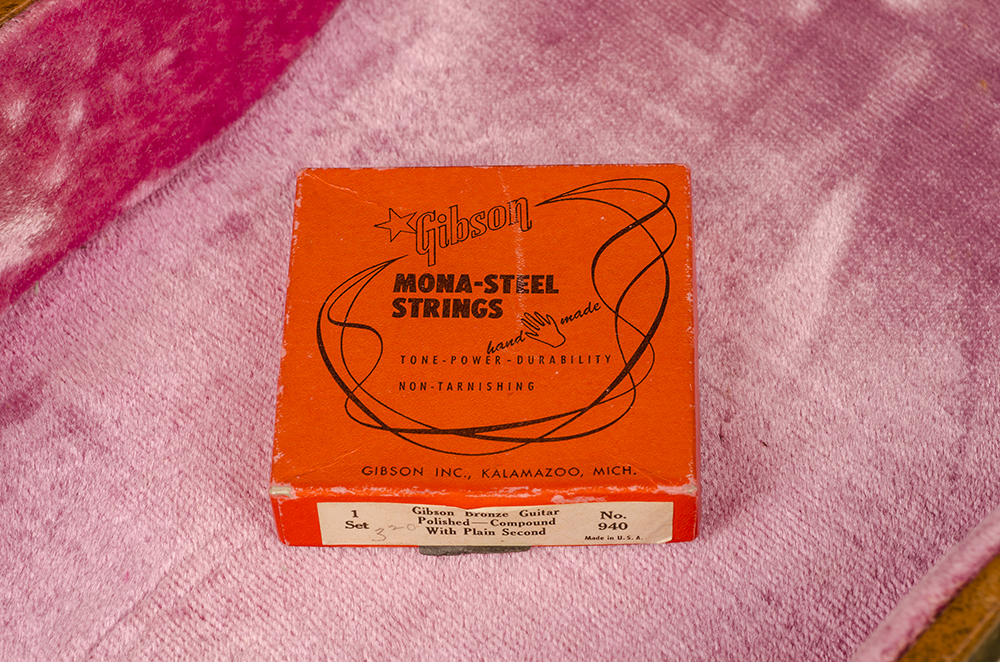 Gibson
MONA-STEEL
STRINGS
hand made
TONE-POWER-DURABILITY
NON-TARNISHING
GIBSON INC., KALAMAZOO, MICH.
1
Set
320
Gibson Bronze Guitar
Polished—Compound
With Plain Second
No.
940
Made in U. S. A.